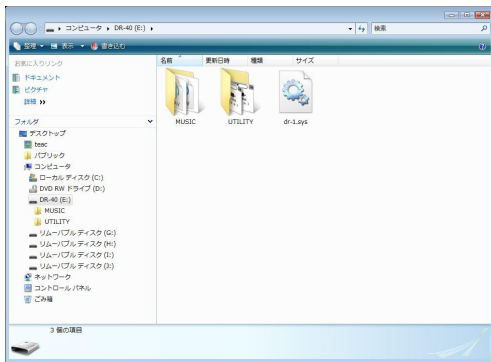 コンピュータ ▸ DR-40 (E:) ▸
検索
整理 表示 書き込む
お気に入りリンク
ドキュメント
ピクチャ
詳細 »
フォルダ
デスクトップ
teac
パブリック
コンピュータ
ローカル ディスク (C:)
DVD RW ドライブ (D:)
DR-40 (E:)
MUSIC
UTILITY
リムーバブル ディスク (G:)
リムーバブル ディスク (H:)
リムーバブル ディスク (I:)
リムーバブル ディスク (J:)
ネットワーク
コントロール パネル
ごみ箱
名前 更新日時 種類 サイズ
MUSIC UTILITY dr-1.sys
3 個の項目